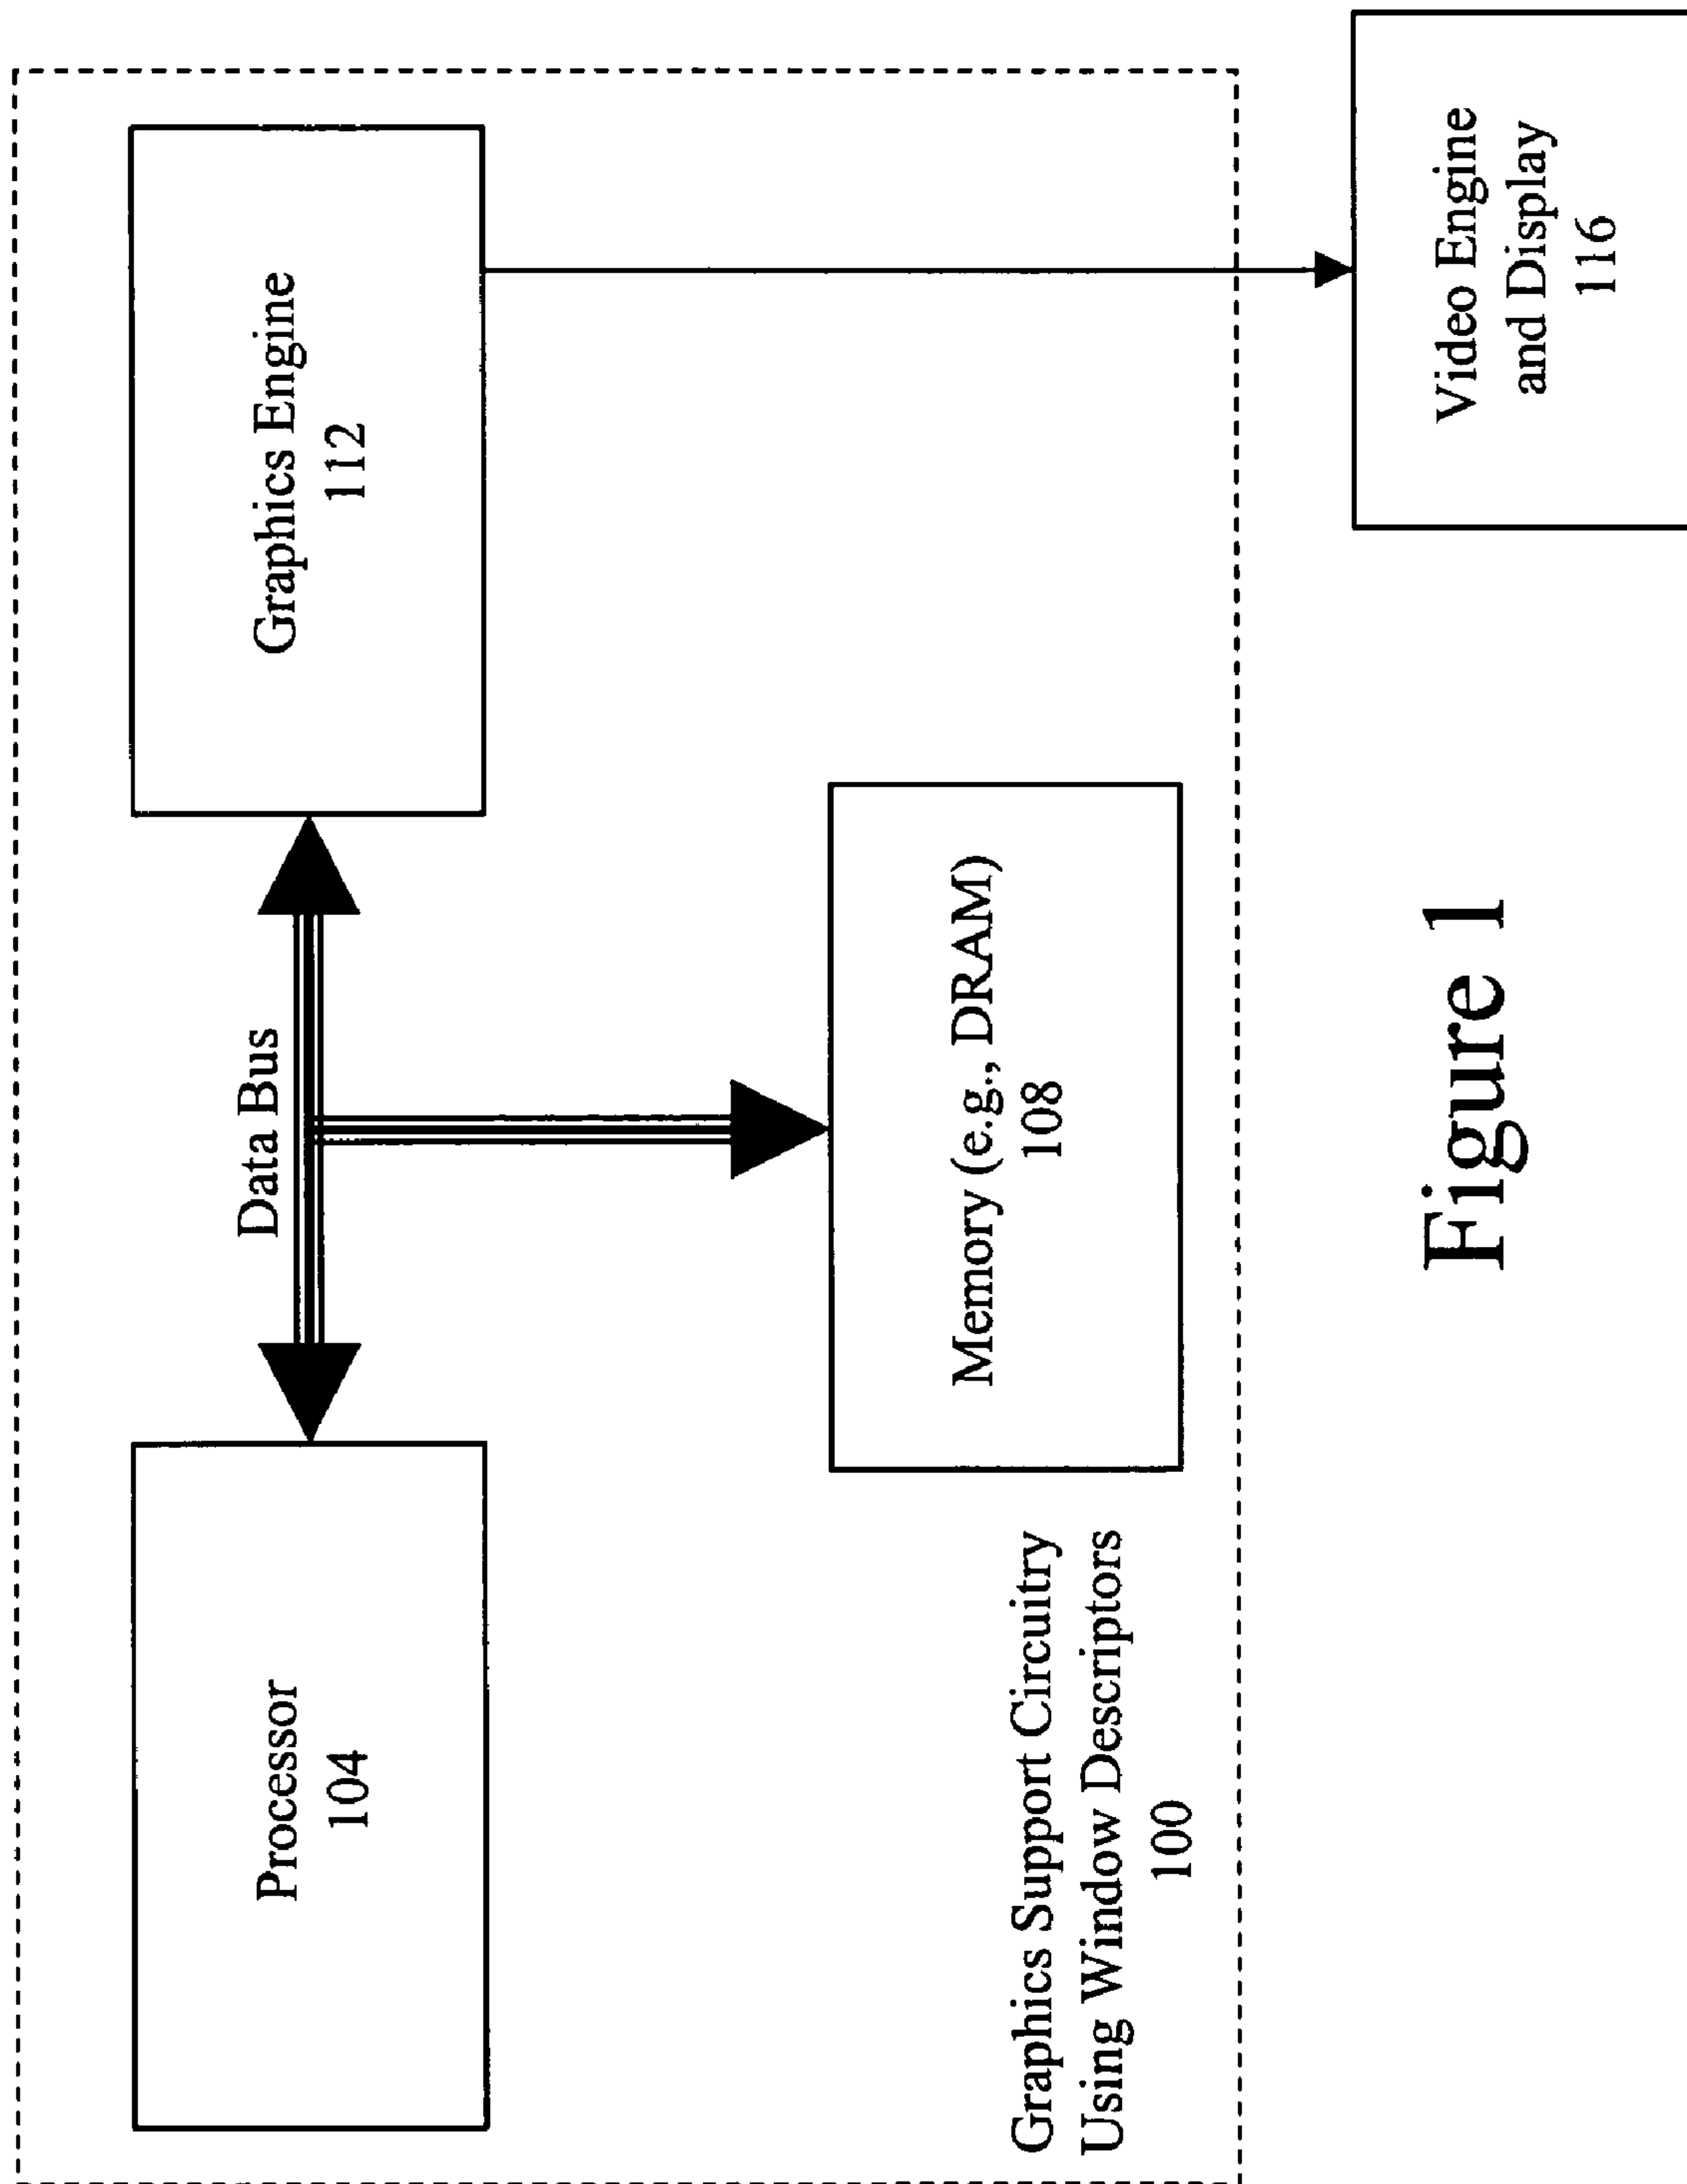 Processor
104
Data Bus
Graphics Engine
112
Memory (e.g., DRAM)
108
Graphics Support Circuitry
Using Window Descriptors
100
Video Engine
and Display
116
Figure 1